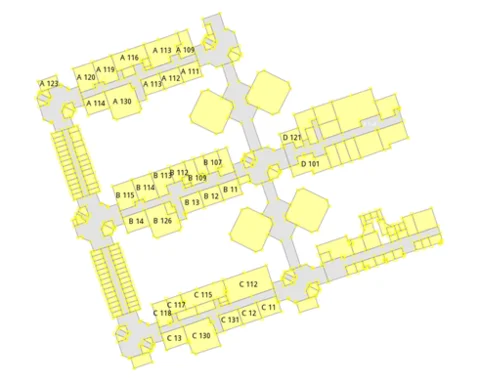 A 109
A 113
A 116
A 111
A 119
A 112
A 120
A 113
A 123
A 130
A 114
D 121
B 107
D 101
B 112
B 113
B 109
B 114
B 11
B 115
B 12
B 13
B 126
B 14
C 112
C 115
C 117
C 11
C 118
C 12
C 131
C 130
C 13